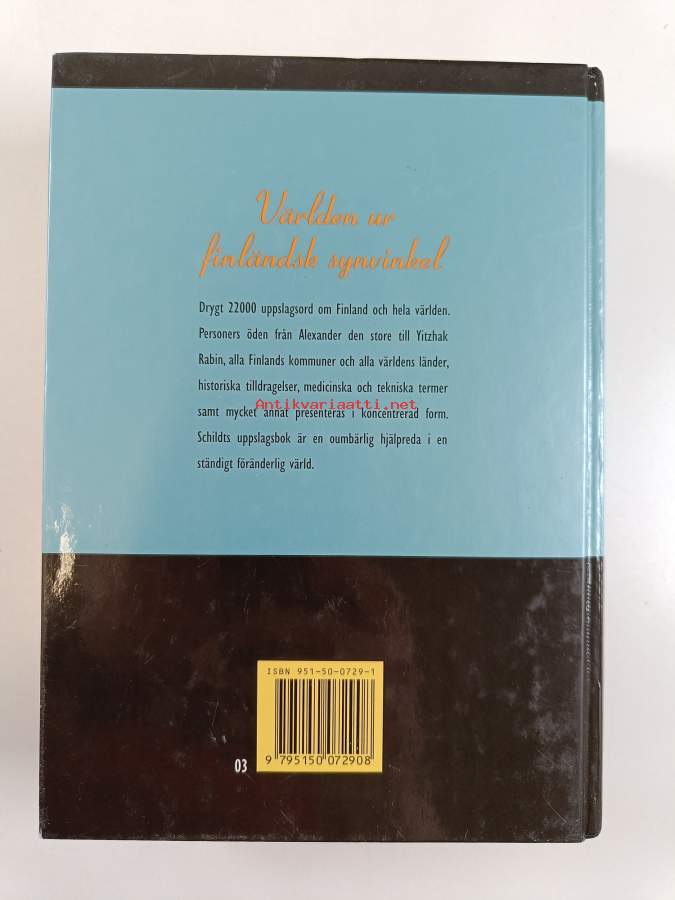 Världen ur
finländsk synvinkel
Drygt 22000 uppslagsord om Finland och hela världen.
Personers öden från Alexander den store till Yitzhak
Rabin, alla Finlands kommuner och alla världens länder,
historiska tilldragelser, medicinska och tekniska termer
Antikvariaatti.net
samt mycket annat presenteras i koncentrerad form.
Schildts uppslagsbok är en oumbärlig hjälpreda i en
ständigt föränderlig värld.
ISBN 951-50-0729-1
9 795150 072908
03